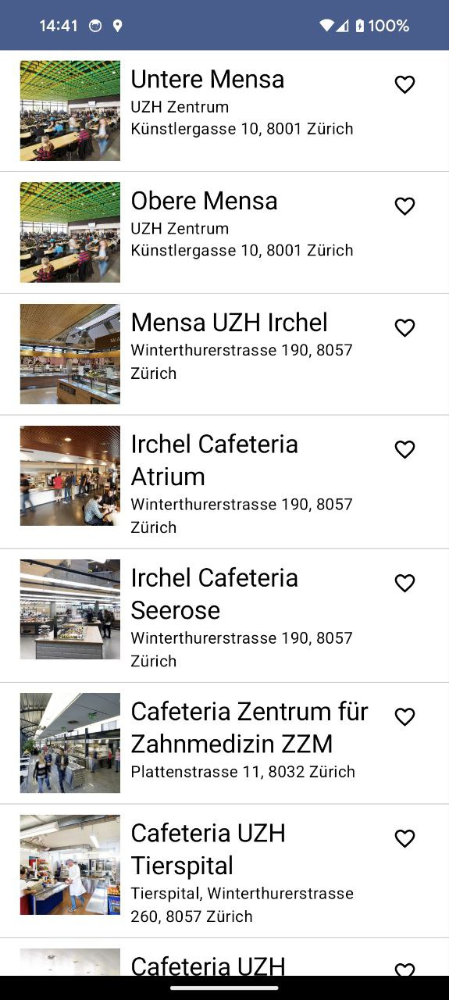 14:41 100%
Untere Mensa
UZH Zentrum
Künstlergasse 10, 8001 Zürich
Obere Mensa
UZH Zentrum
Künstlergasse 10, 8001 Zürich
Mensa UZH Irchel
Winterthurerstrasse 190, 8057
Zürich
Irchel Cafeteria
Atrium
Winterthurerstrasse 190, 8057
Zürich
Irchel Cafeteria
Seerose
Winterthurerstrasse 190, 8057
Zürich
Cafeteria Zentrum für
Zahnmedizin ZZM
Plattenstrasse 11, 8032 Zürich
Cafeteria UZH
Tierspital
Tierspital, Winterthurerstrasse
260, 8057 Zürich
Cafeteria UZH